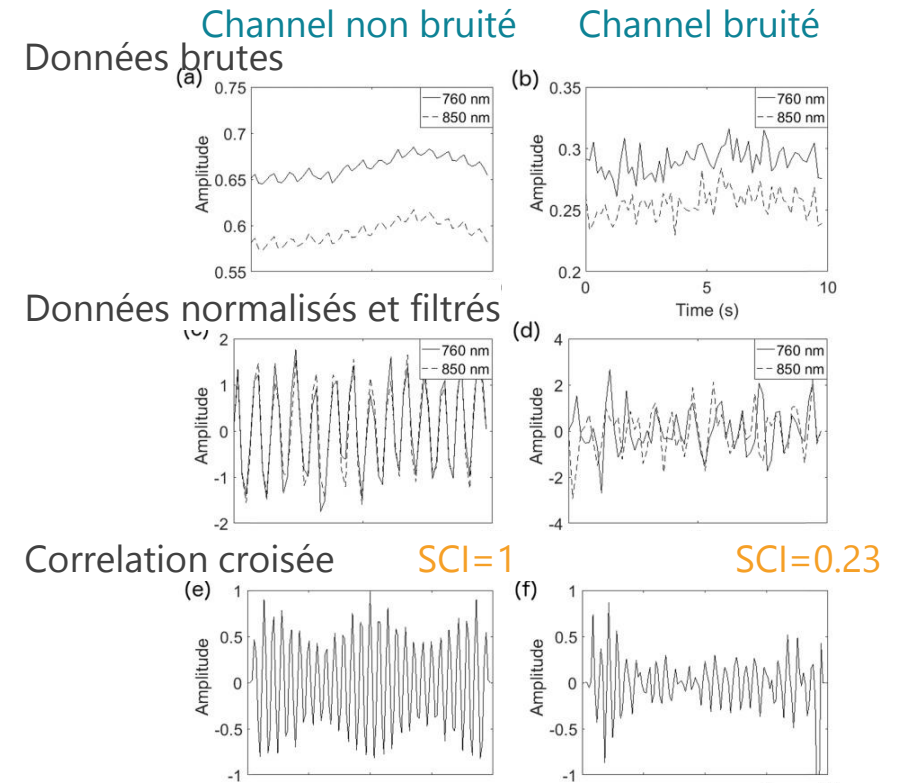 Channel non bruité Channel bruité
Données brutes
(a) (b)
0.75 0.35
760 nm 760 nm
850 nm 850 nm
0.7
0.3
Amplitude Amplitude
0.65
0.25
0.6
0.55 0.2
0 5 10
Time (s)
Données normalisés et filtrés
(c) (d)
2 4
760 nm 760 nm
850 nm 850 nm
1 2
Amplitude Amplitude
0 0
-1 -2
-2 -4
Correlation croisée SCI=1 SCI=0.23
(e) (f)
1 1
0.5 0.5
Amplitude Amplitude
0 0
-0.5 -0.5
-1 -1